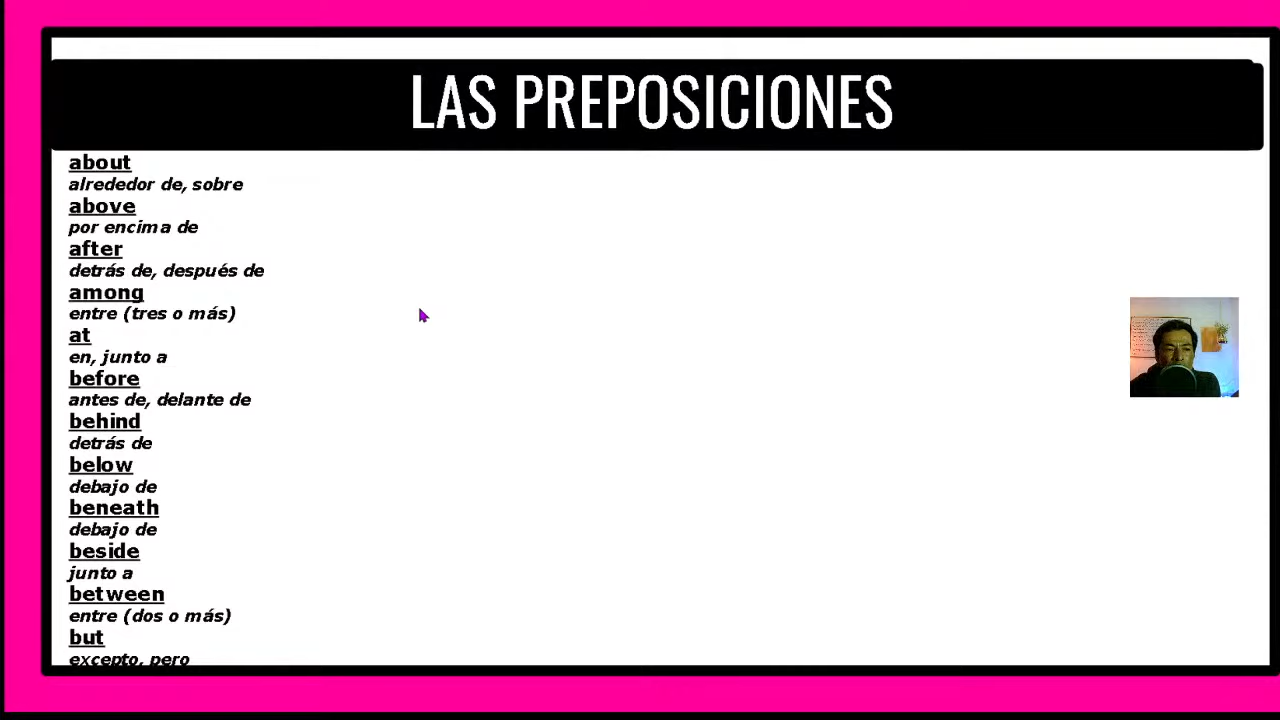 LAS PREPOSICIONES
about
alrededor de, sobre
above
por encima de
after
detrás de, después de
among
entre (tres o más)
at
en, junto a
before
antes de, delante de
behind
detrás de
below
debajo de
beneath
debajo de
beside
junto a
between
entre (dos o más)
but
excepto, pero